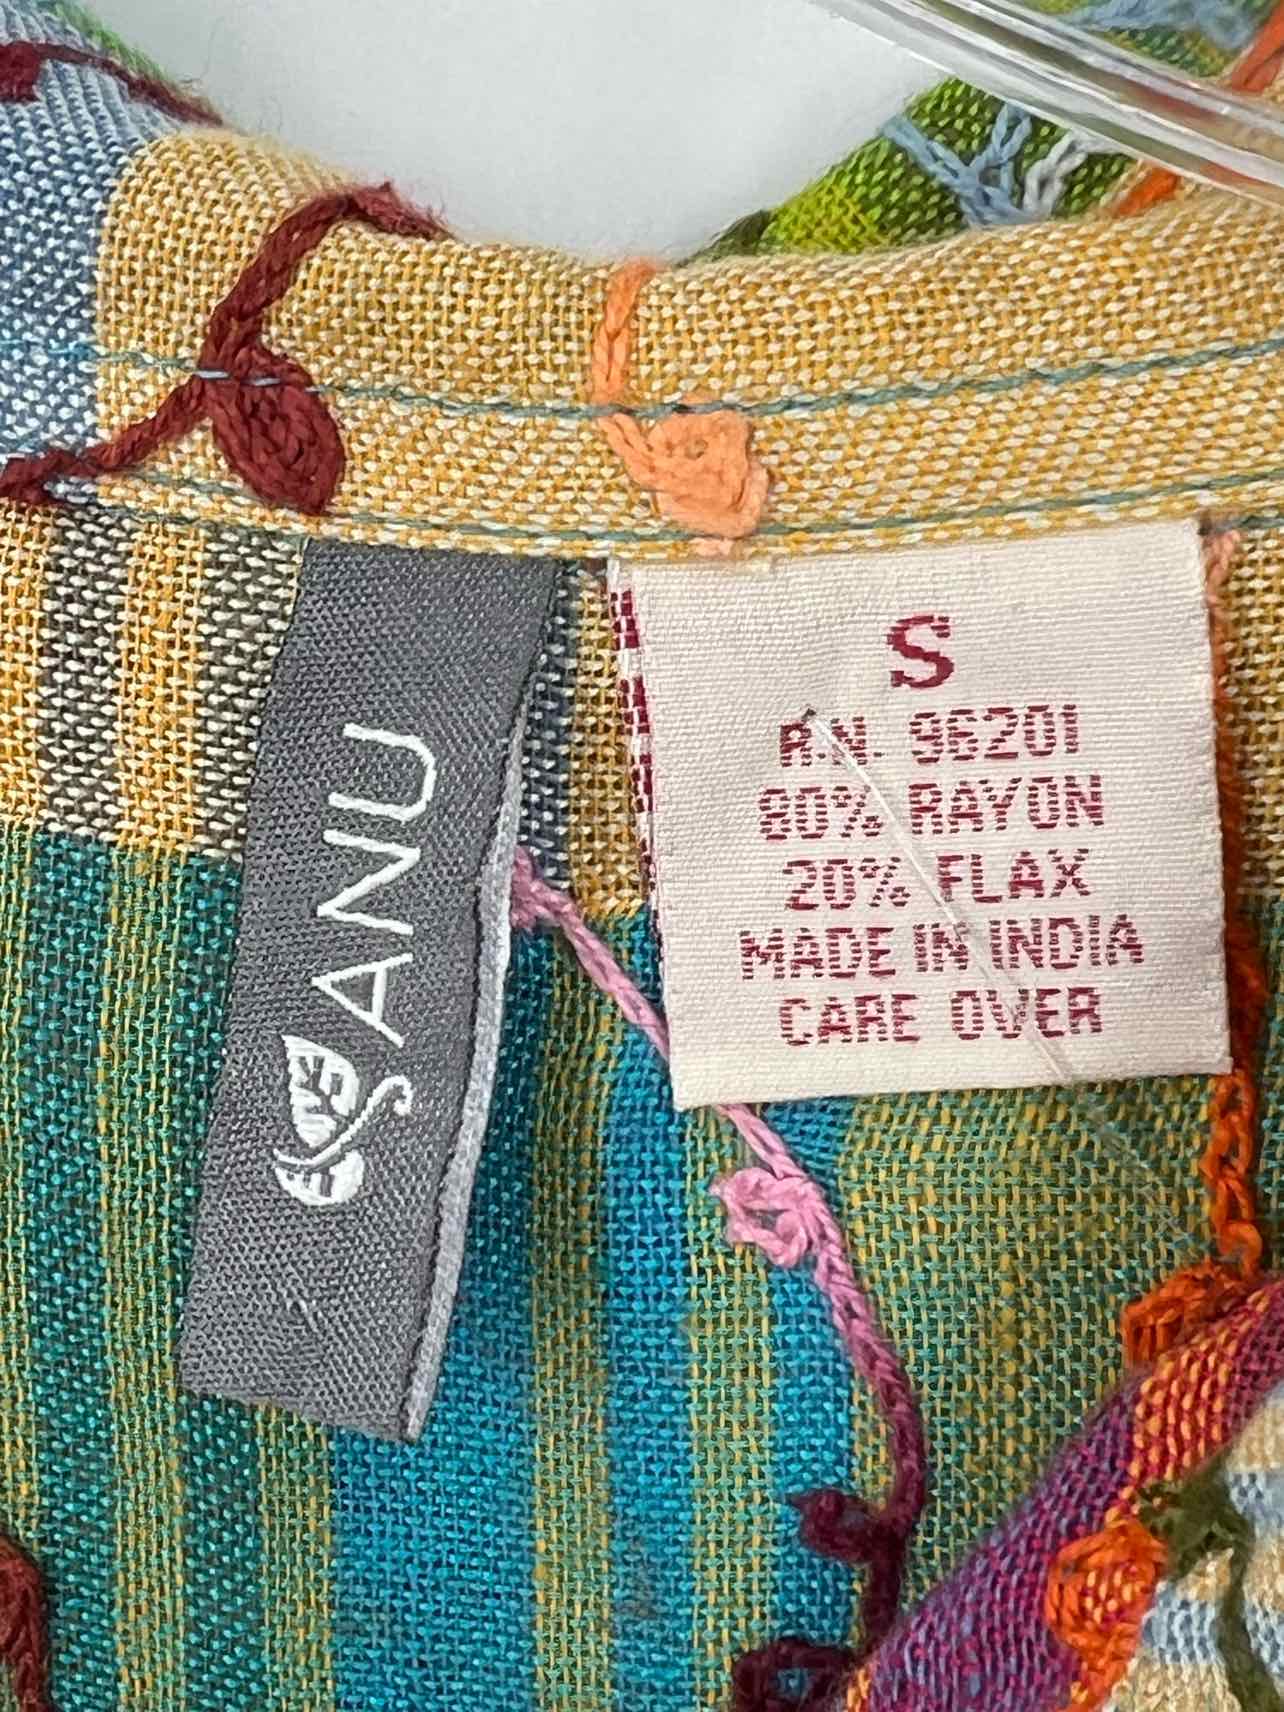 ANU
S
R.N. 96201
80% RAYON
20% FLAX
MADE IN INDIA
CARE OVER